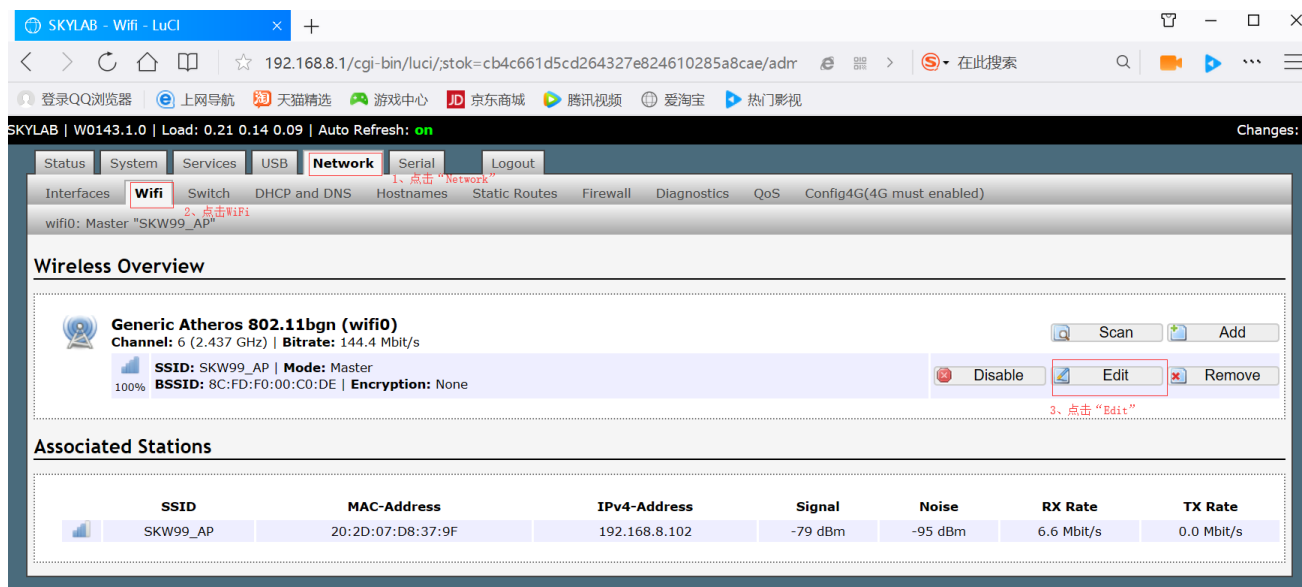 SKYLAB - Wifi - LuCI
192.168.8.1/cgi-bin/luci/;stok=cb4c661d5cd264327e824610285a8cae/adm
在此搜索
登录QQ浏览器 上网导航 天猫精选 游戏中心 JD 京东商城 腾讯视频 爱淘宝 热门影视
SKYLAB | W0143.1.0 | Load: 0.21 0.14 0.09 | Auto Refresh: on Changes:
Status System Services USB Network Serial Logout
1、点击“Network”
Interfaces Wifi Switch DHCP and DNS Hostnames Static Routes Firewall Diagnostics QoS Config4G(4G must enabled)
2、点击WiFi
wifi0: Master "SKW99_AP"
Wireless Overview
Generic Atheros 802.11bgn (wifi0)
Channel: 6 (2.437 GHz) | Bitrate: 144.4 Mbit/s
Scan Add
SSID: SKW99_AP | Mode: Master
100% BSSID: 8C:FD:F0:00:C0:DE | Encryption: None
Disable Edit Remove
3、点击“Edit”
Associated Stations
SSID MAC-Address IPv4-Address Signal Noise RX Rate TX Rate
SKW99_AP 20:2D:07:D8:37:9F 192.168.8.102 -79 dBm -95 dBm 6.6 Mbit/s 0.0 Mbit/s